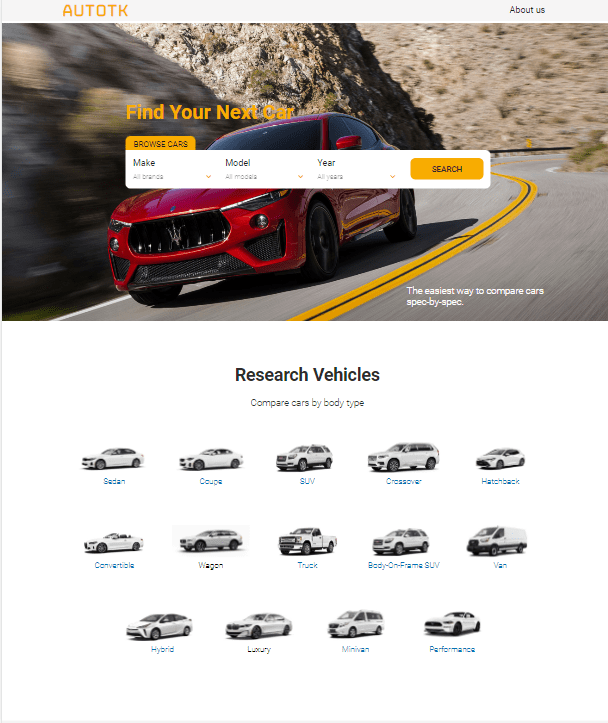 AUTOTK
About us
Find Your Next Car
BROWSE CARS
Make Model Year
All brands All models All years
SEARCH
The easiest way to compare cars
spec-by-spec.
Research Vehicles
Compare cars by body type
Sedan Coupe SUV Crossover Hatchback
Convertible Wagon Truck Body-On-Frame SUV Van
Hybrid Luxury Minivan Performance